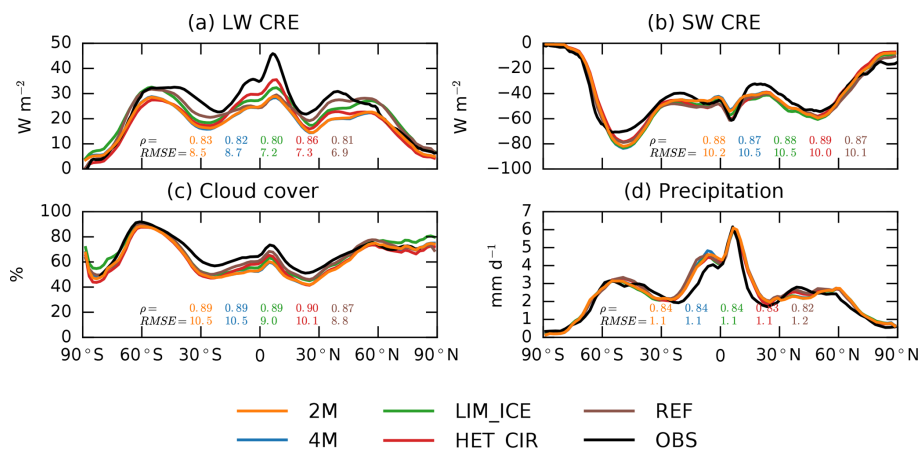 (a) LW CRE
(b) SW CRE
50
40
30
20
10
0
W m⁻²
ρ = 0.83 0.82 0.80 0.86 0.81
RMSE = 8.5 8.7 7.2 7.3 6.9
0
−20
−40
−60
−80
−100
W m⁻²
ρ = 0.88 0.87 0.88 0.89 0.87
RMSE = 10.2 10.5 10.5 10.0 10.1
(c) Cloud cover
(d) Precipitation
100
80
60
40
20
0
%
ρ = 0.89 0.89 0.89 0.90 0.87
RMSE = 10.5 10.5 9.0 10.1 8.8
90°S 60°S 30°S 0 30°N 60°N 90°N
7
6
5
4
3
2
1
0
mm d⁻¹
ρ = 0.84 0.84 0.84 0.83 0.82
RMSE = 1.1 1.1 1.1 1.1 1.2
90°S 60°S 30°S 0 30°N 60°N 90°N
2M LIM_ICE REF
4M HET_CIR OBS